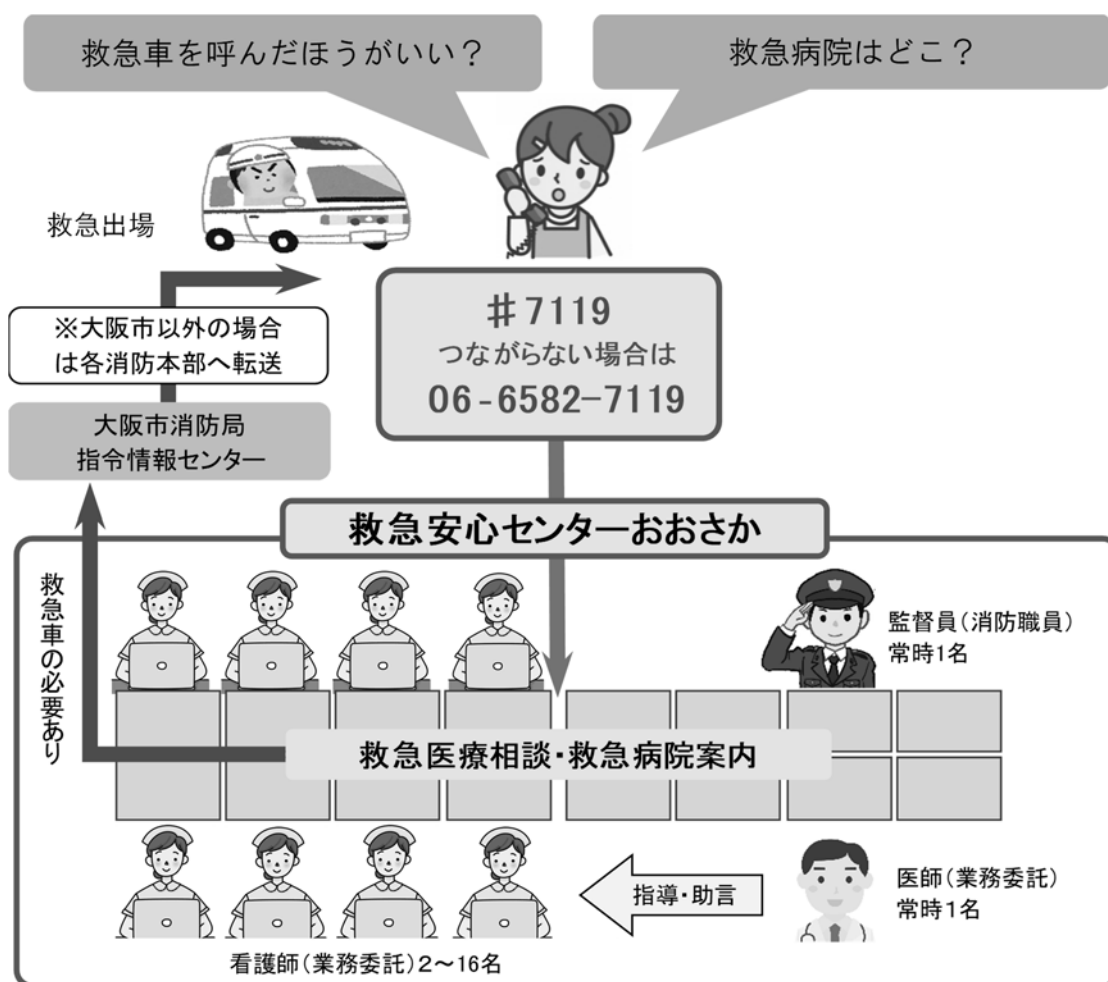 救急車を呼んだほうがいい？
救急病院はどこ？
救急出場
※大阪市以外の場合
は各消防本部へ転送
大阪市消防局
指令情報センター
♯7119
つながらない場合は
06-6582-7119
救急安心センターおおさか
救急車の必要あり
監督員（消防職員）
常時1名
救急医療相談・救急病院案内
指導・助言
医師（業務委託）
常時１名
看護師（業務委託）２～16名